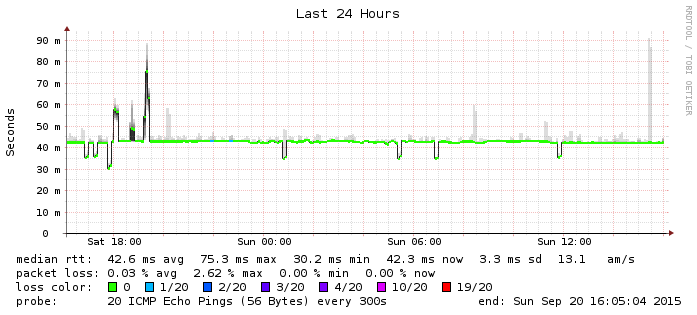 Last 24 Hours
RRDTOOL / TOBI OETIKER
Seconds
90 m
80 m
70 m
60 m
50 m
40 m
30 m
20 m
10 m
0
Sat 18:00 Sun 00:00 Sun 06:00 Sun 12:00
median rtt: 42.6 ms avg 75.3 ms max 30.2 ms min 42.3 ms now 3.3 ms sd 13.1 am/s
packet loss: 0.03 % avg 2.62 % max 0.00 % min 0.00 % now
loss color: 0 1/20 2/20 3/20 4/20 10/20 19/20
probe: 20 ICMP Echo Pings (56 Bytes) every 300s end: Sun Sep 20 16:05:04 2015